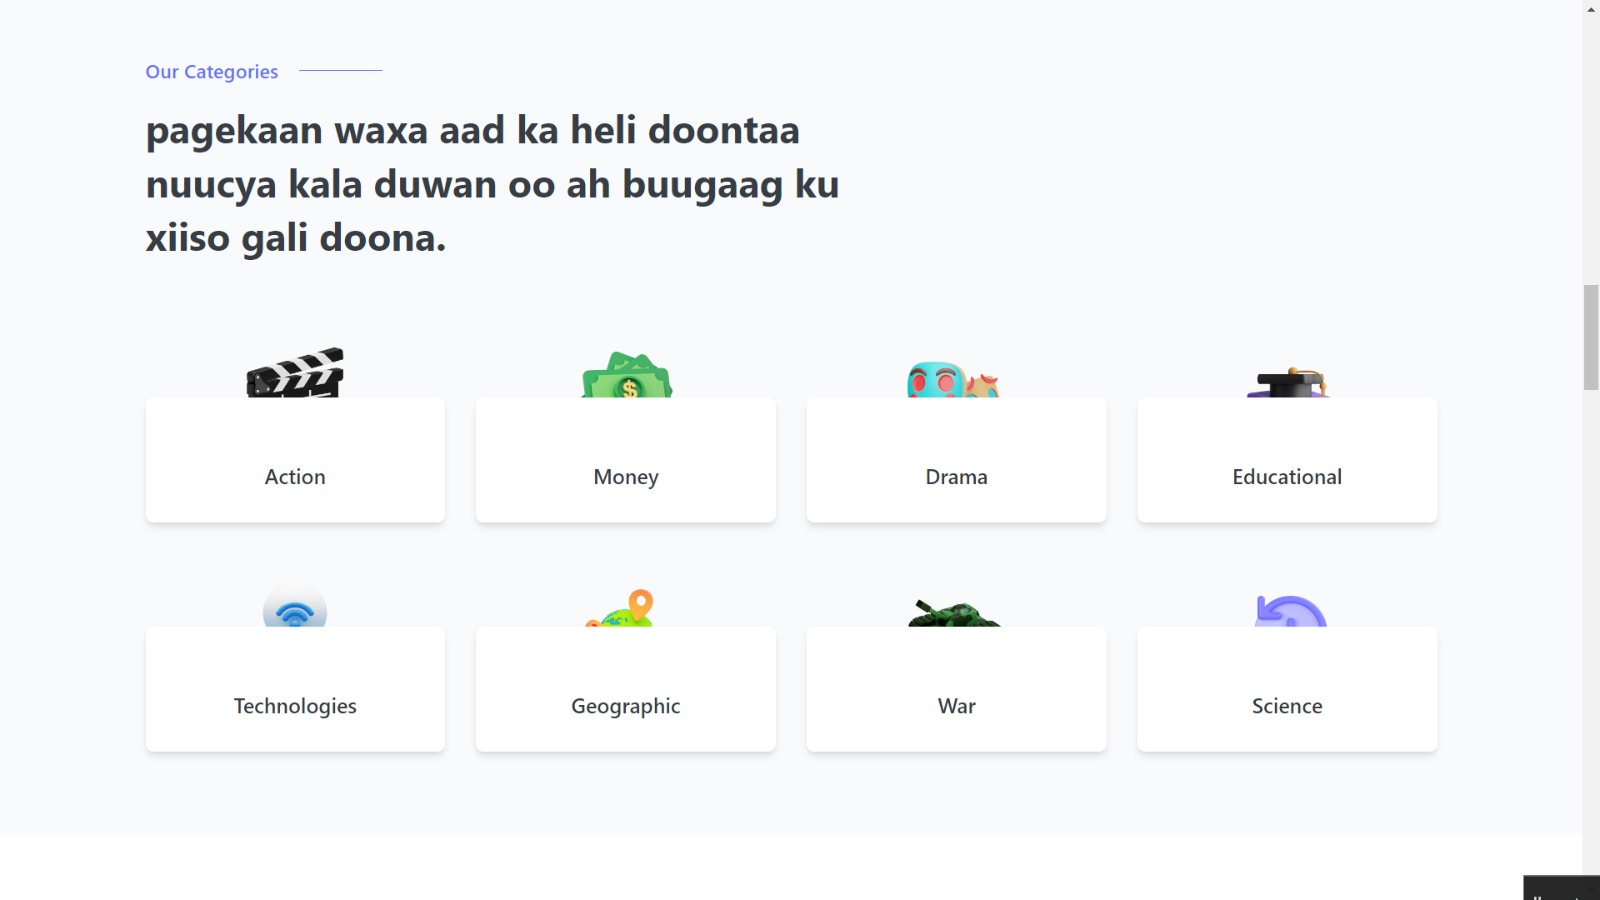 Our Categories
pagekaan waxa aad ka heli doontaa
nuucya kala duwan oo ah buugaag ku
xiiso gali doona.
Action
Money
Drama
Educational
Technologies
Geographic
War
Science